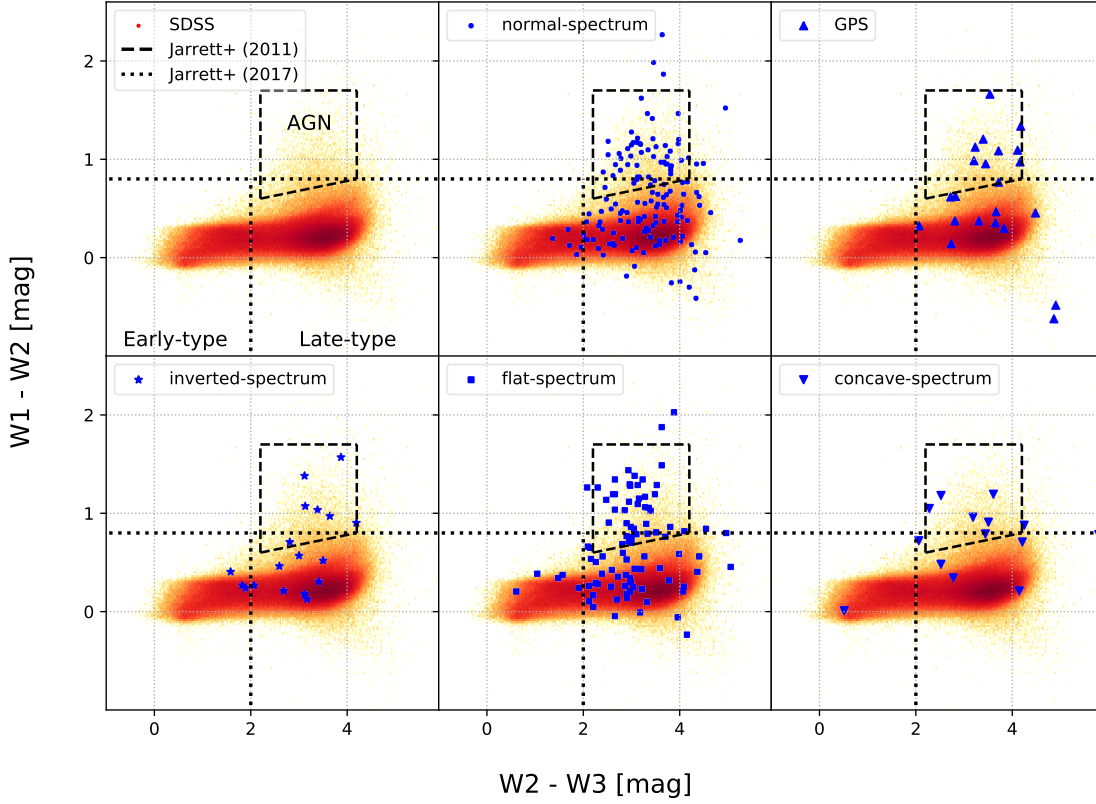 SDSS
Jarrett+ (2011)
Jarrett+ (2017)
AGN
Early-type
Late-type
normal-spectrum
GPS
inverted-spectrum
flat-spectrum
concave-spectrum
2
1
0
2
1
0
0
2
4
0
2
4
0
2
4
W1 - W2 [mag]
W2 - W3 [mag]